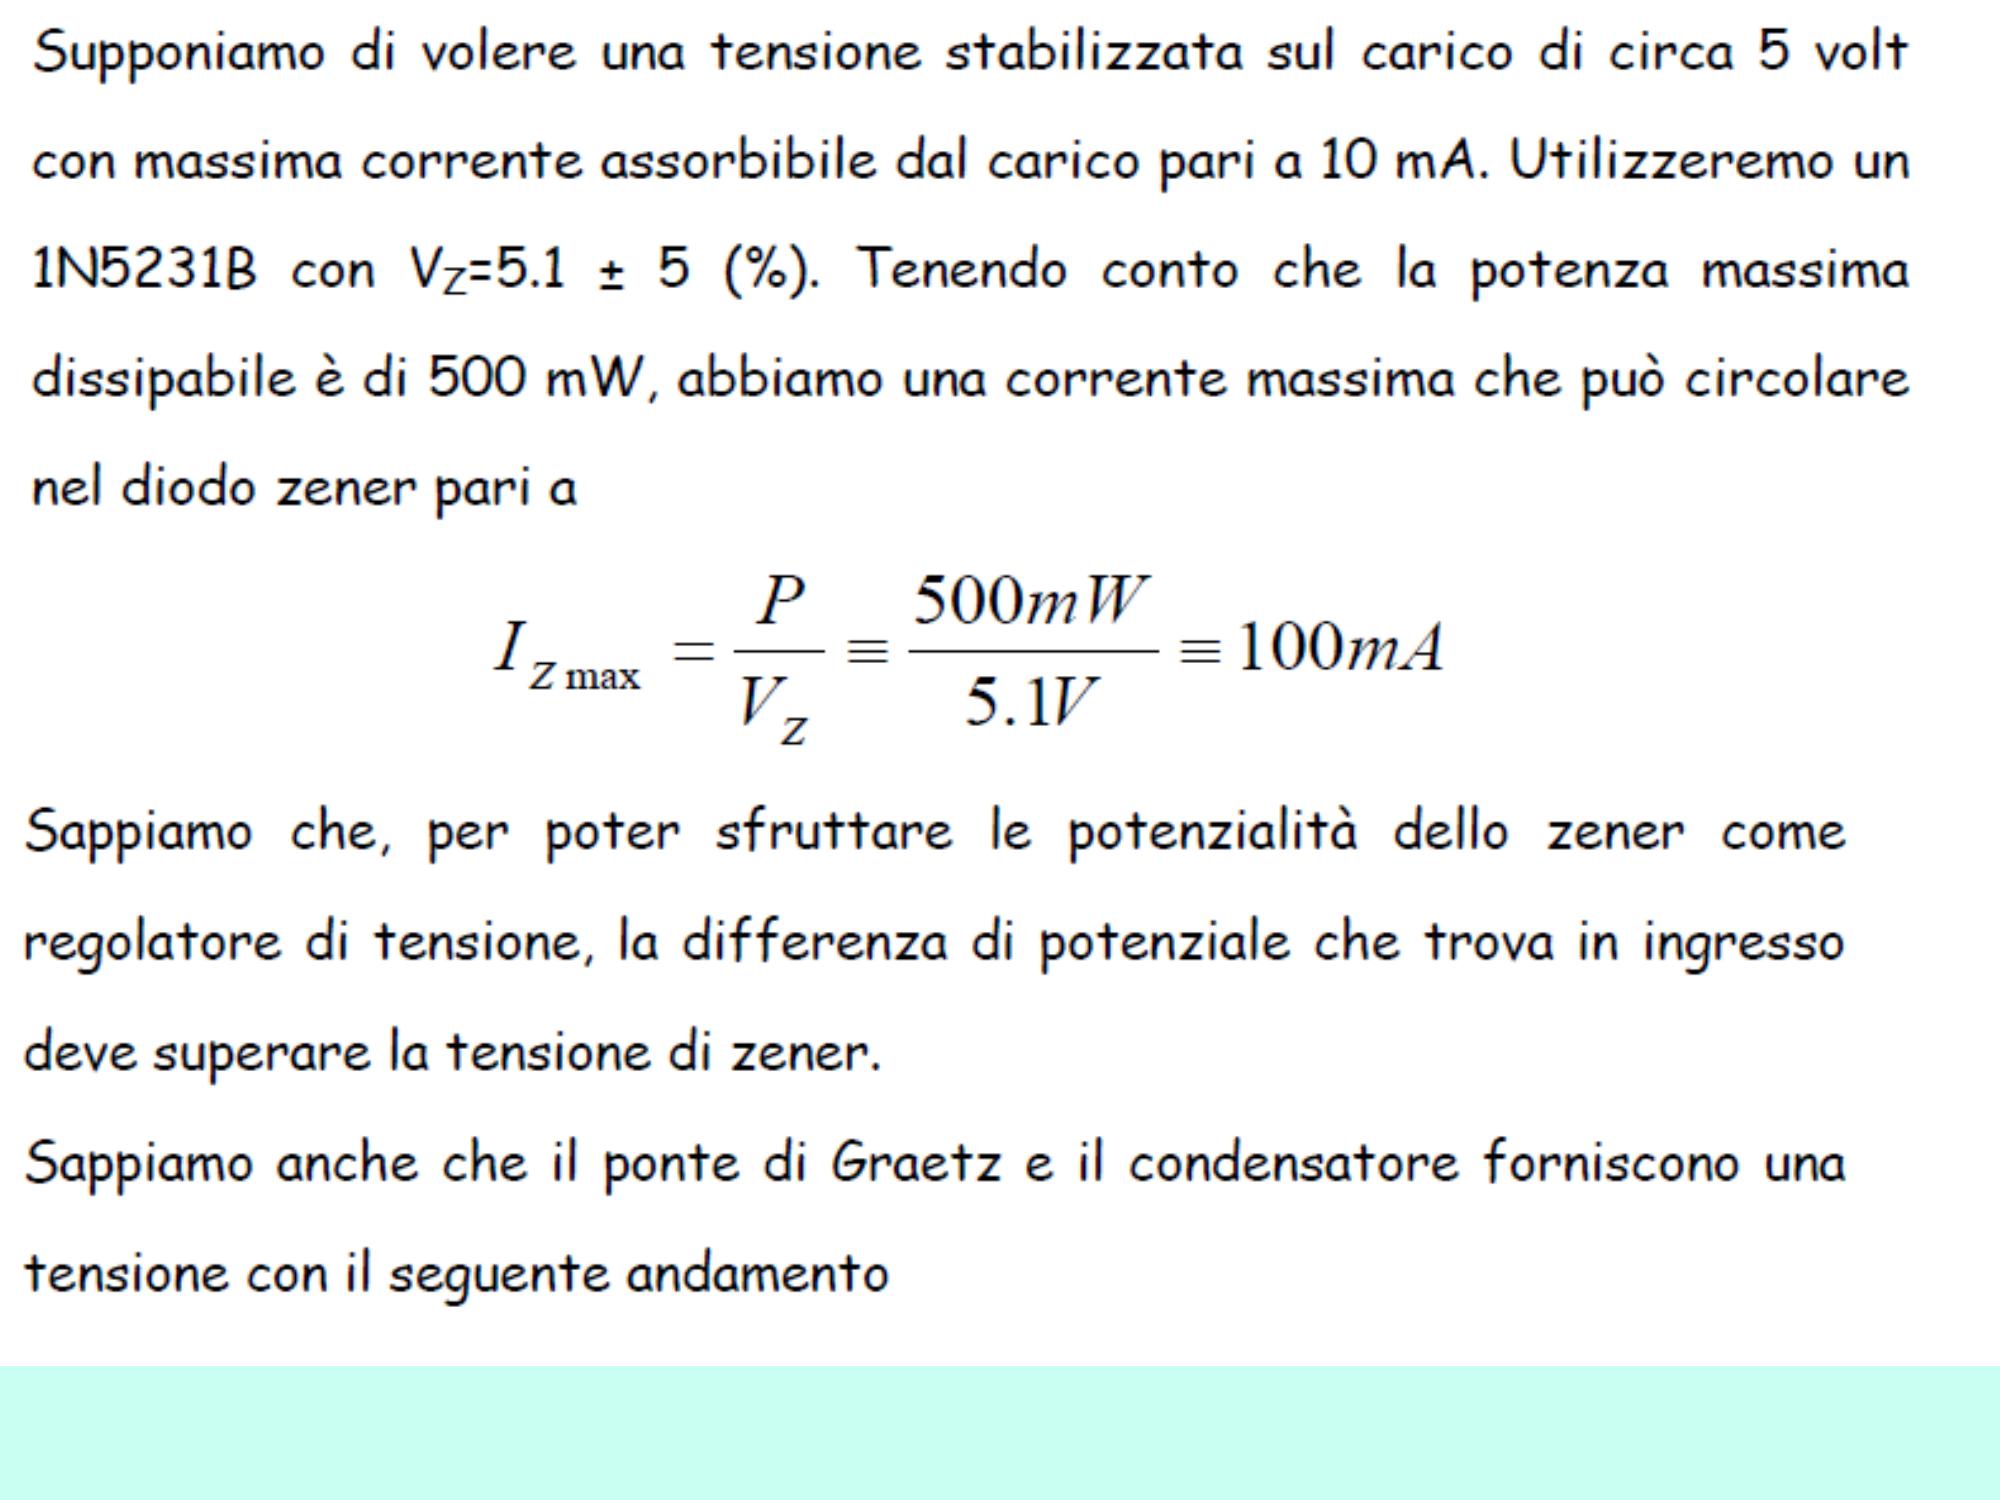 Supponiamo di volere una tensione stabilizzata sul carico di circa 5 volt
con massima corrente assorbibile dal carico pari a 10 mA. Utilizzeremo un
1N5231B con V_Z=5.1 ± 5 (%). Tenendo conto che la potenza massima
dissipabile è di 500 mW, abbiamo una corrente massima che può circolare
nel diodo zener pari a
I_{Z max} = P/V_Z ≡ 500mW/5.1V ≡ 100mA
Sappiamo che, per poter sfruttare le potenzialità dello zener come
regolatore di tensione, la differenza di potenziale che trova in ingresso
deve superare la tensione di zener.
Sappiamo anche che il ponte di Graetz e il condensatore forniscono una
tensione con il seguente andamento